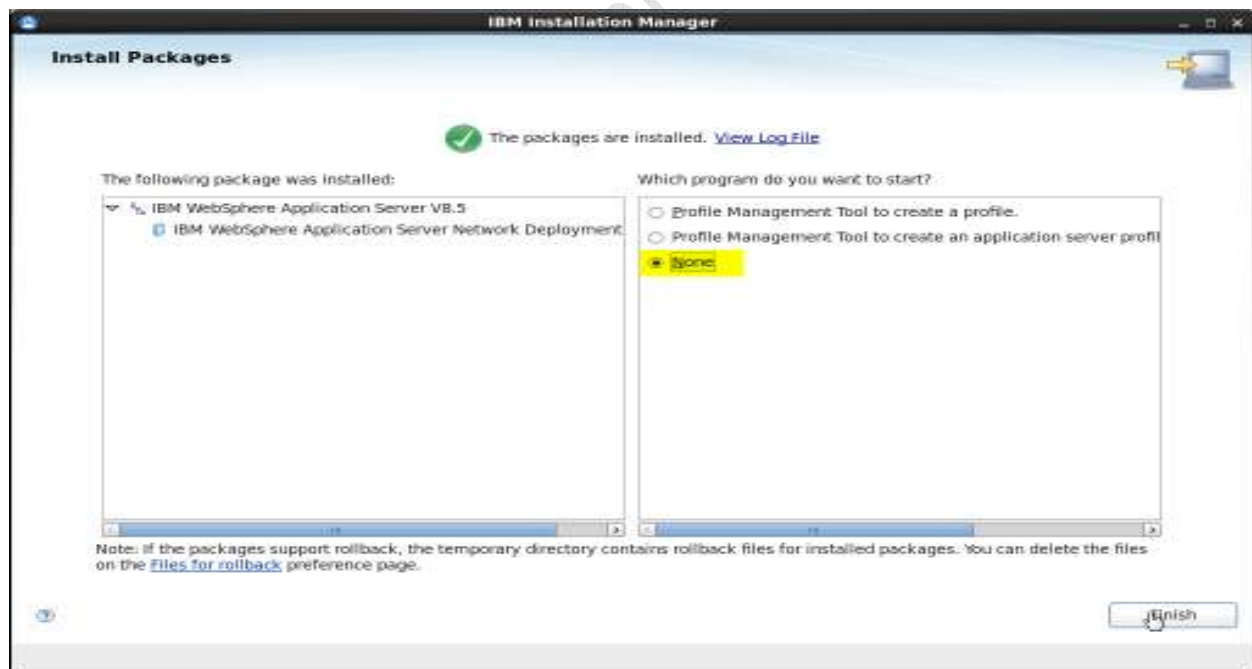 IBM Installation Manager
Install Packages
The packages are installed. View Log File
The following package was installed:
IBM WebSphere Application Server V8.5
IBM WebSphere Application Server Network Deployment
Which program do you want to start?
Profile Management Tool to create a profile.
Profile Management Tool to create an application server profil
None
Note: If the packages support rollback, the temporary directory contains rollback files for installed packages. You can delete the files
on the Files for rollback preference page.
Finish